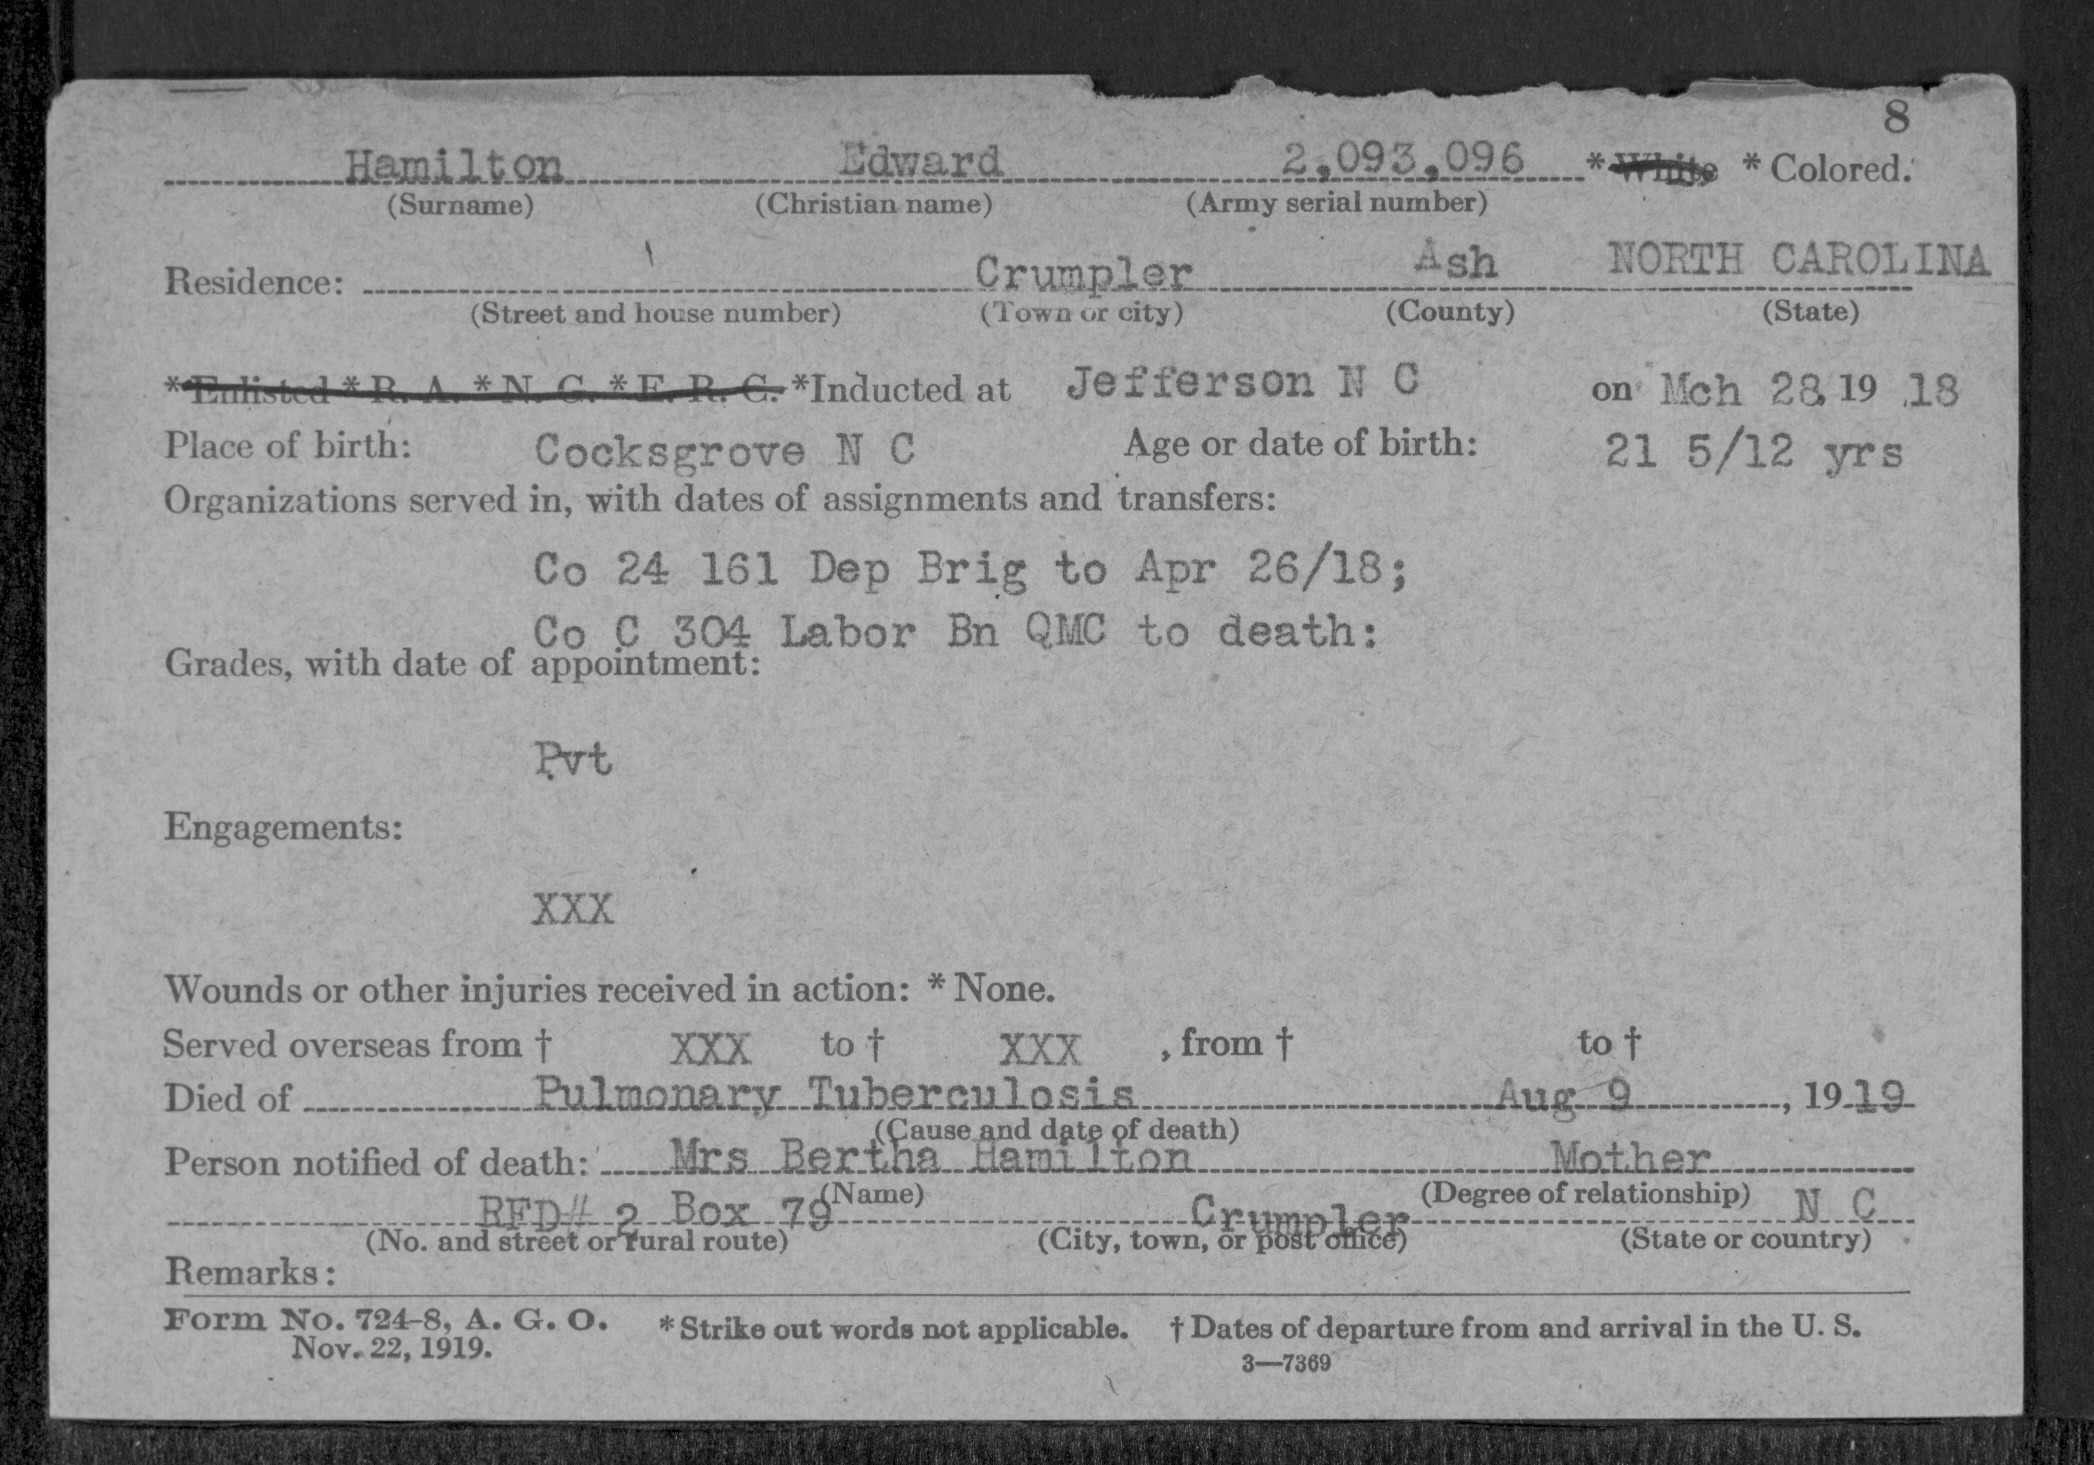 8
Hamilton Edward 2,093,096 * White * Colored.
(Surname) (Christian name) (Army serial number)
Residence: Crumpler Ash NORTH CAROLINA
(Street and house number) (Town or city) (County) (State)
* Enlisted * R. A. * N. G. * E. R. C. *Inducted at Jefferson N C on Mch 28, 19 18
Place of birth: Cocksgrove N C Age or date of birth: 21 5/12 yrs
Organizations served in, with dates of assignments and transfers:
Co 24 161 Dep Brig to Apr 26/18;
Co C 304 Labor Bn QMC to death:
Grades, with date of appointment:
Pvt
Engagements:
XXX
Wounds or other injuries received in action: * None.
Served overseas from † XXX to † XXX , from † to †
Died of Pulmonary Tuberculosis Aug 9 , 19 19
(Cause and date of death)
Person notified of death: Mrs Bertha Hamilton Mother
(Name) (Degree of relationship)
RFD# 2 Box 79 Crumpler N C
(No. and street or rural route) (City, town, or post office) (State or country)
Remarks:
Form No. 724-8, A. G. O. * Strike out words not applicable. † Dates of departure from and arrival in the U. S.
Nov. 22, 1919. 3—7369